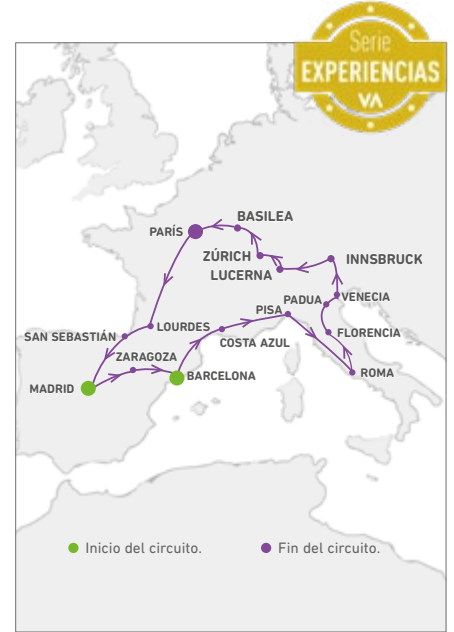 Serie
EXPERIENCIAS
VA
BASILEA
PARÍS
ZÚRICH
INNSBRUCK
LUCERNA
PADUA
VENECIA
PISA
LOURDES
SAN SEBASTIÁN
FLORENCIA
COSTA AZUL
ZARAGOZA
ROMA
BARCELONA
MADRID
Inicio del circuito.
Fin del circuito.